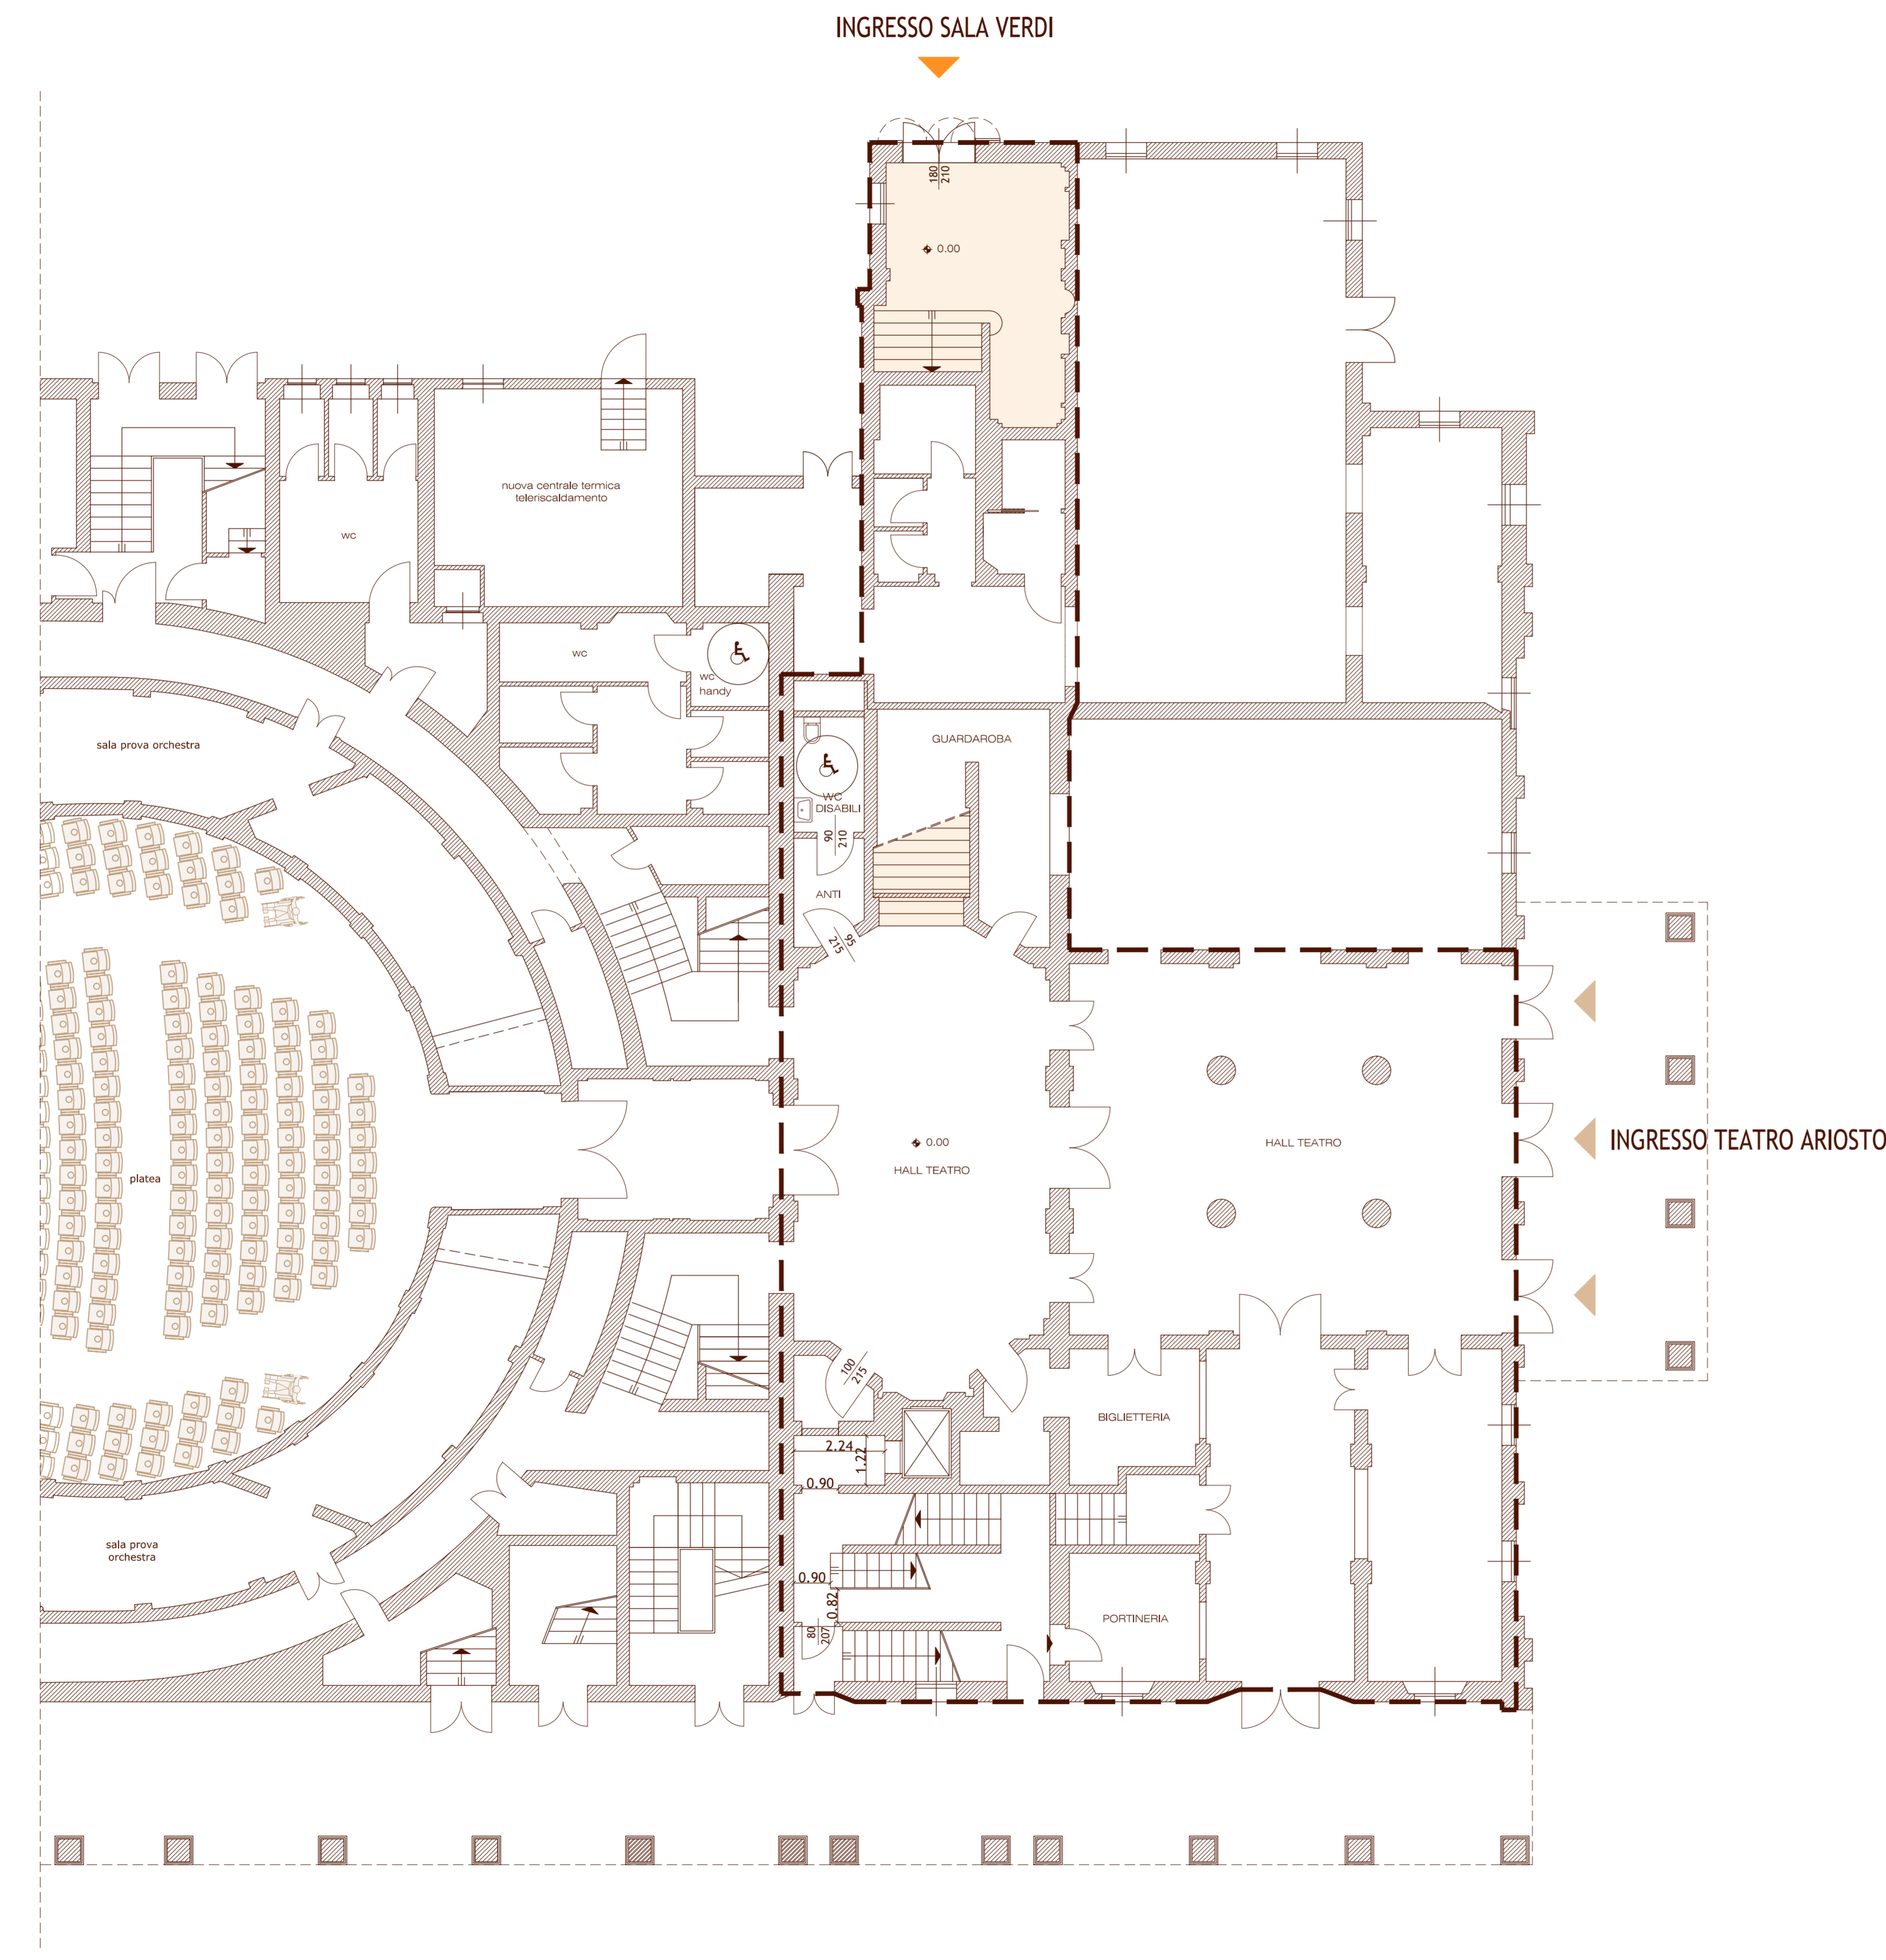 INGRESSO SALA VERDI
180
210
0.00
nuova centrale termica
teleriscaldamento
wc
wc
wc
handy
sala prova orchestra
GUARDAROBA
WC
DISABILI
90
210
ANTI
95
215
0.00
HALL TEATRO
HALL TEATRO
INGRESSO TEATRO ARIOSTO
platea
100
215
BIGLIETTERIA
2.24
1.22
0.90
sala prova
orchestra
0.90
0.82
80
207
PORTINERIA